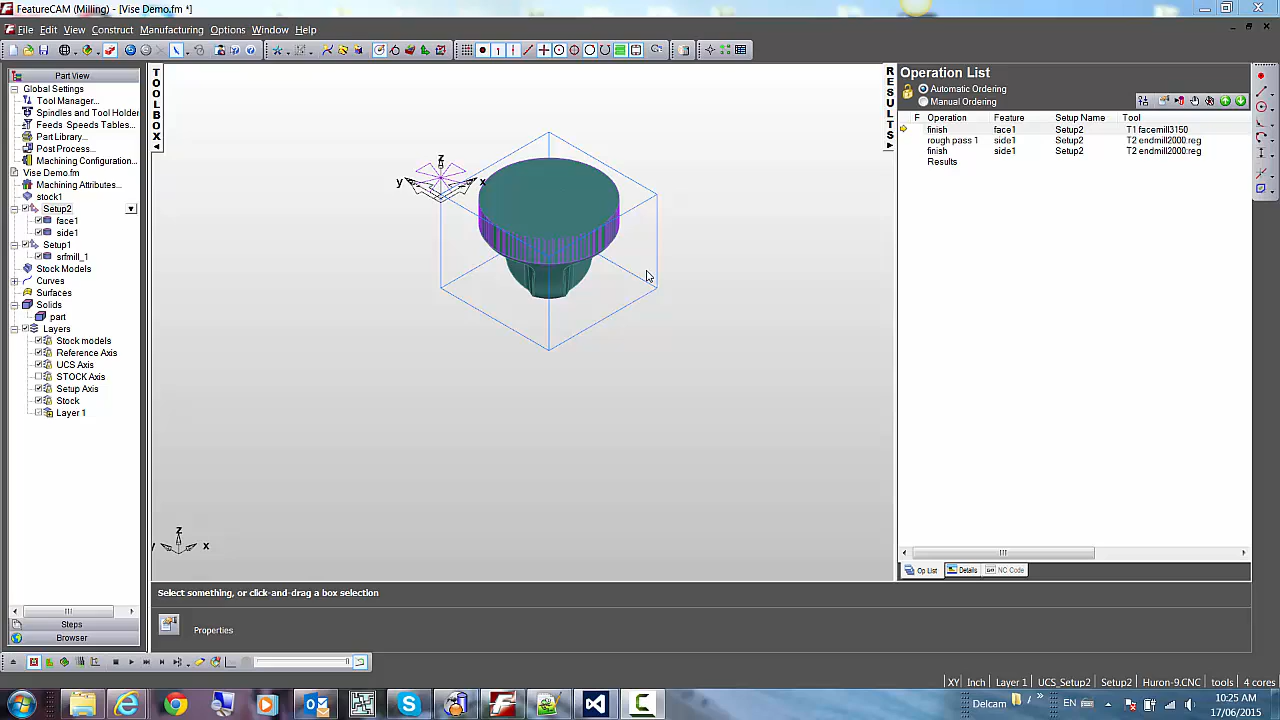 FeatureCAM (Milling) - [Vise Demo.fm *]
File Edit View Construct Manufacturing Options Window Help
Part View
Global Settings
Tool Manager...
Spindles and Tool Holder
Feeds Speeds Tables...
Part Library...
Post Process...
Machining Configuration...
Vise Demo.fm
Machining Attributes...
stock1
Setup2
face1
side1
Setup1
srfmill_1
Stock Models
Curves
Surfaces
Solids
part
Layers
Stock models
Reference Axis
UCS Axis
STOCK Axis
Setup Axis
Stock
Layer 1
Steps
Browser
TOOLBOX
z
y x
z
y x
RESULTS
Operation List
Automatic Ordering
Manual Ordering
F Operation Feature Setup Name Tool
finish face1 Setup2 T1 facemill3150
rough pass 1 side1 Setup2 T2 endmill2000:reg
finish side1 Setup2 T2 endmill2000:reg
Results
Op List Details NC Code
Select something, or click-and-drag a box selection
Properties
XY Inch Layer 1 UCS_Setup2 Setup2 Huron-9.CNC tools 4 cores
Delcam EN 10:25 AM
17/06/2015